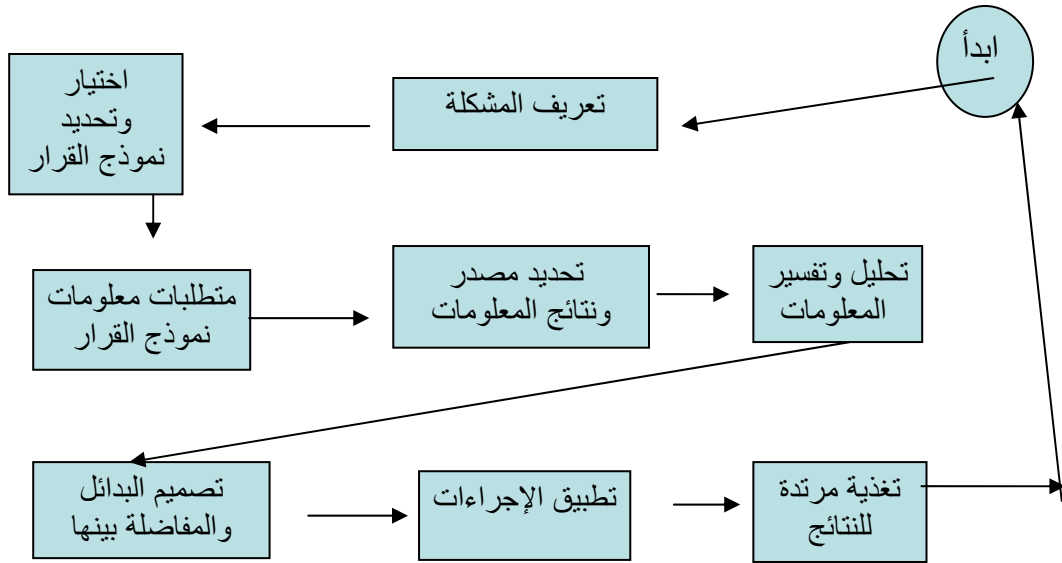 ابدأ
تعريف المشكلة
اختيار
وتحديد
نموذج القرار
متطلبات معلومات
نموذج القرار
تحديد مصدر
ونتائج المعلومات
تحليل وتفسير
المعلومات
تصميم البدائل
والمفاضلة بينها
تطبيق الإجراءات
تغذية مرتدة
للنتائج